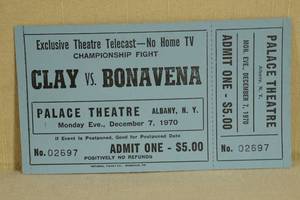 Exclusive Theatre Telecast—No Home TV
CHAMPIONSHIP FIGHT
CLAY vs. BONAVENA
PALACE THEATRE ALBANY, N. Y.
Monday Eve., December 7, 1970
If Event is Postponed, Good for Postponed Date
No. 02697 ADMIT ONE - $5.00
POSITIVELY NO REFUNDS
PALACE THEATRE
Albany, N. Y.
MON. EVE., DECEMBER 7, 1970
ADMIT ONE - $5.00
No. 02697